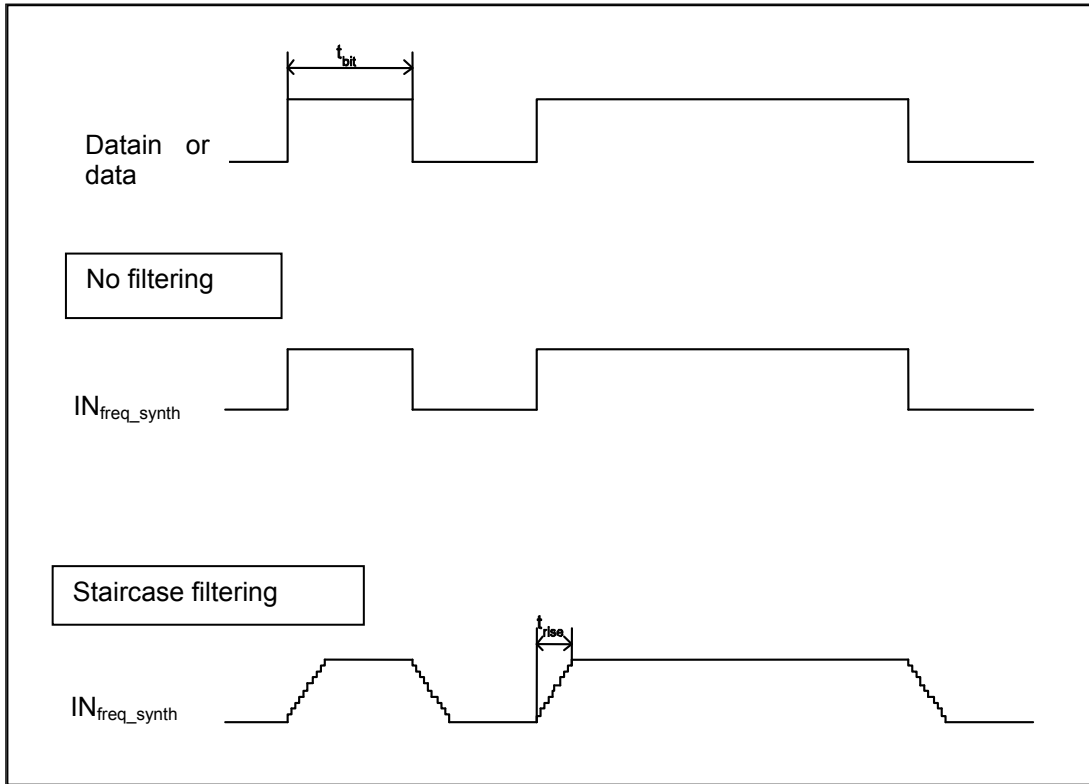 t_bit
Datain or
data
No filtering
IN_freq_synth
Staircase filtering
t_rise
IN_freq_synth